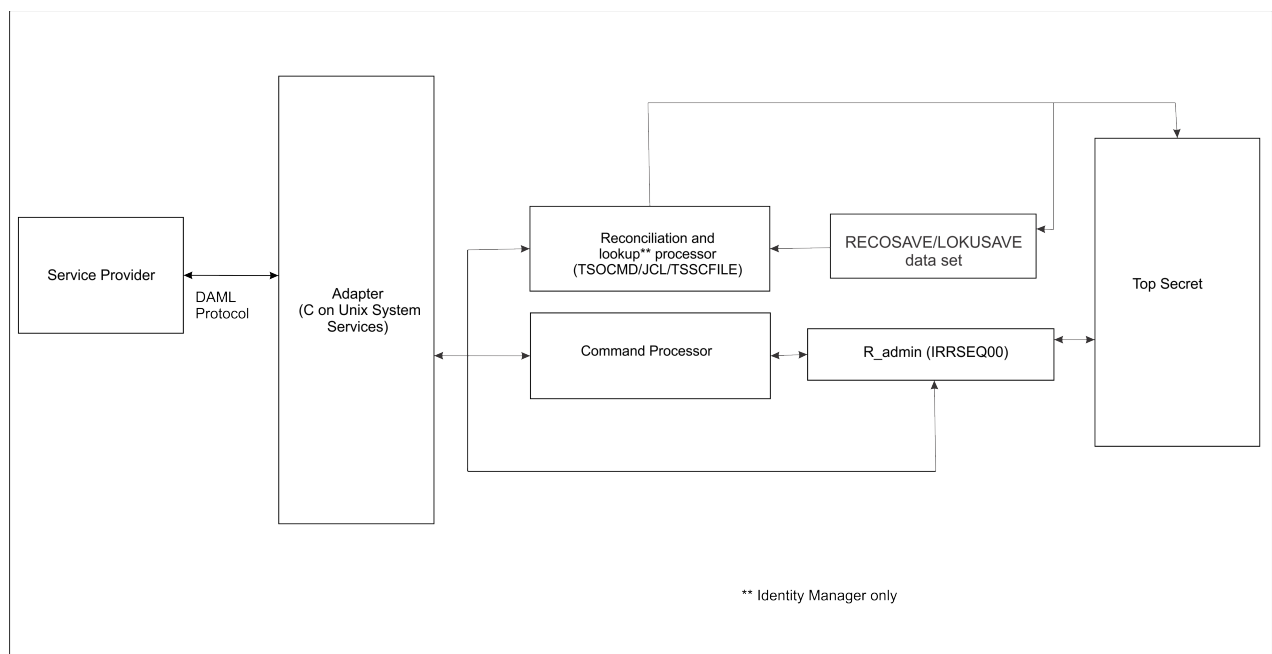 Service Provider
DAML
Protocol
Adapter
(C on Unix System
Services)
Reconciliation and
lookup** processor
(TSOCMD/JCL/TSSCFILE)
RECOSAVE/LOKUSAVE
data set
Command Processor
R_admin (IRRSEQ00)
Top Secret
** Identity Manager only